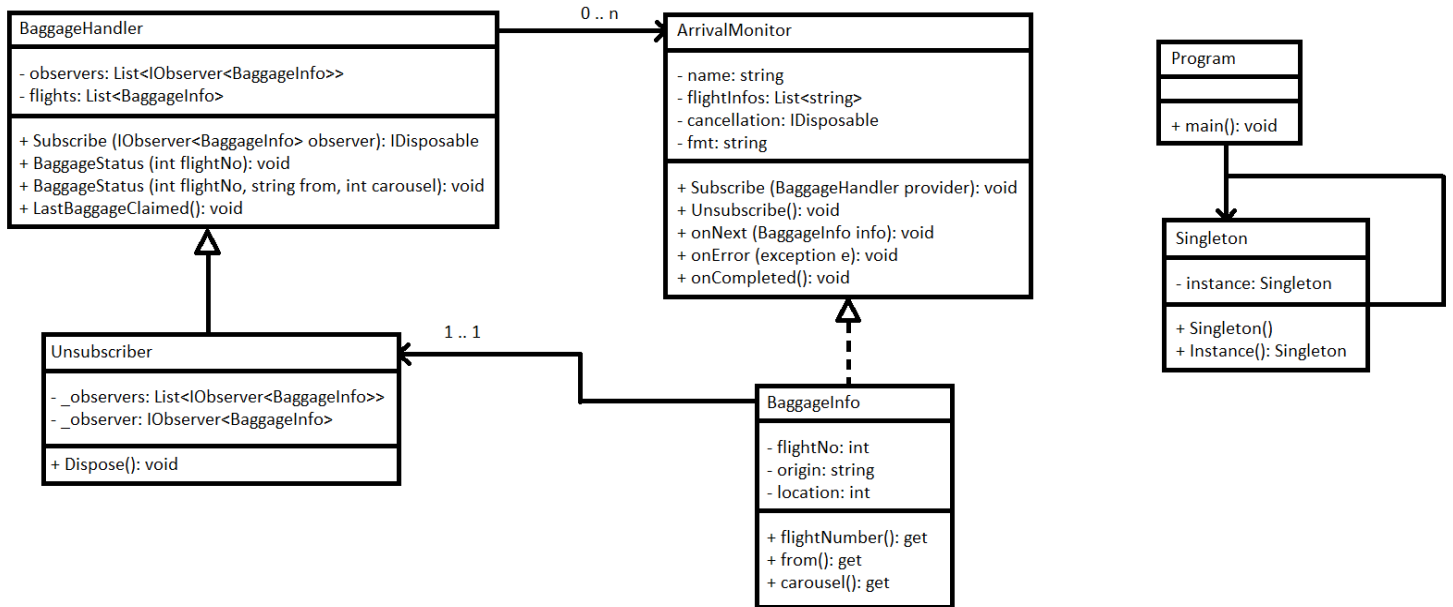 BaggageHandler
- observers: List<IObserver<BaggageInfo>>
- flights: List<BaggageInfo>
+ Subscribe (IObserver<BaggageInfo> observer): IDisposable
+ BaggageStatus (int flightNo): void
+ BaggageStatus (int flightNo, string from, int carousel): void
+ LastBaggageClaimed(): void
0 .. n
ArrivalMonitor
- name: string
- flightInfos: List<string>
- cancellation: IDisposable
- fmt: string
+ Subscribe (BaggageHandler provider): void
+ Unsubscribe(): void
+ onNext (BaggageInfo info): void
+ onError (exception e): void
+ onCompleted(): void
Program
+ main(): void
Singleton
- instance: Singleton
+ Singleton()
+ Instance(): Singleton
Unsubscriber
- _observers: List<IObserver<BaggageInfo>>
- _observer: IObserver<BaggageInfo>
+ Dispose(): void
1 .. 1
BaggageInfo
- flightNo: int
- origin: string
- location: int
+ flightNumber(): get
+ from(): get
+ carousel(): get